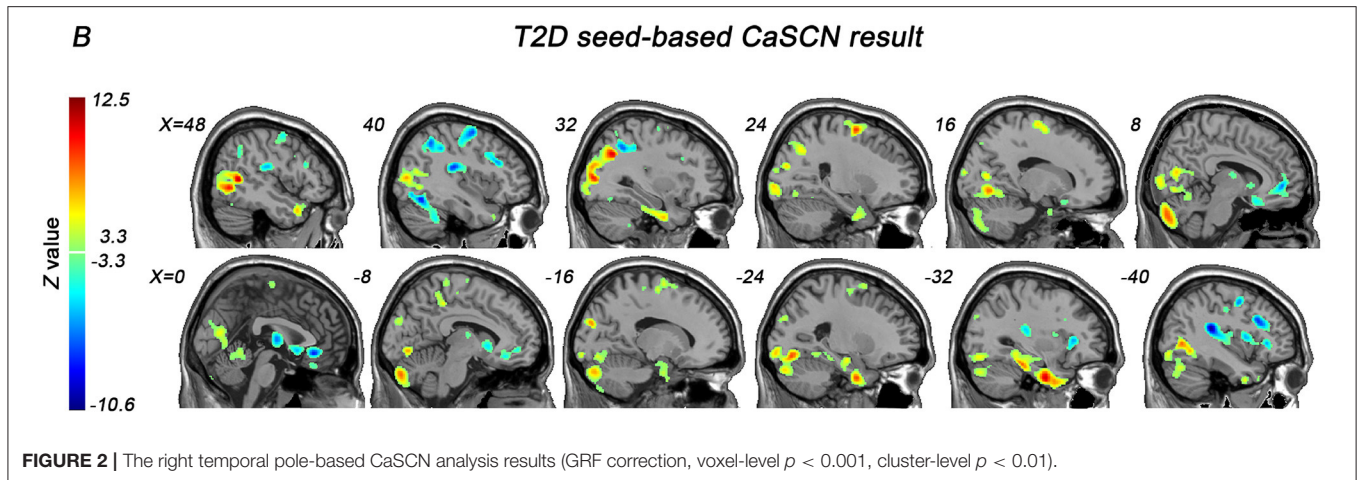 B
T2D seed-based CaSCN result
12.5
X=48
40
32
24
16
8
Z value
3.3
-3.3
X=0
-8
-16
-24
-32
-40
-10.6
FIGURE 2 | The right temporal pole-based CaSCN analysis results (GRF correction, voxel-level p < 0.001, cluster-level p < 0.01).